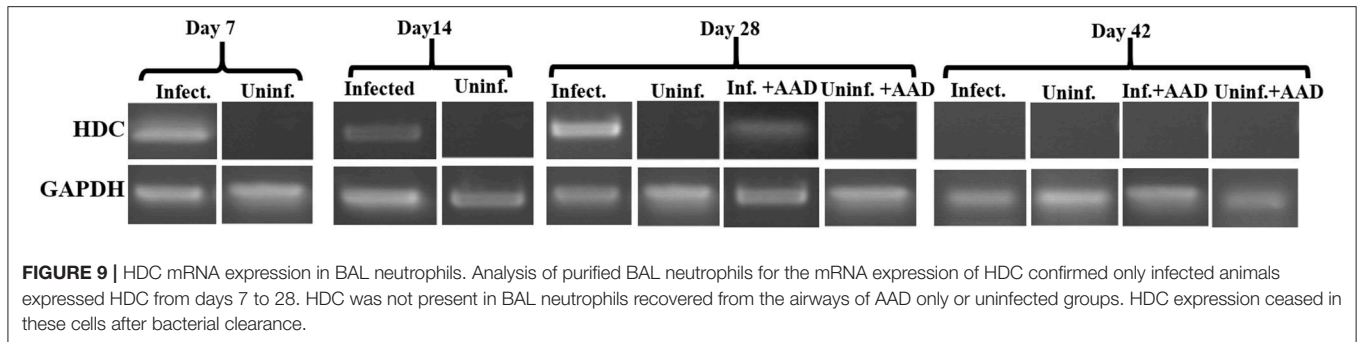 Day 7 Day14 Day 28 Day 42
Infect. Uninf. Infected Uninf. Infect. Uninf. Inf. +AAD Uninf. +AAD Infect. Uninf. Inf.+AAD Uninf.+AAD
HDC
GAPDH
FIGURE 9 | HDC mRNA expression in BAL neutrophils. Analysis of purified BAL neutrophils for the mRNA expression of HDC confirmed only infected animals
expressed HDC from days 7 to 28. HDC was not present in BAL neutrophils recovered from the airways of AAD only or uninfected groups. HDC expression ceased in
these cells after bacterial clearance.